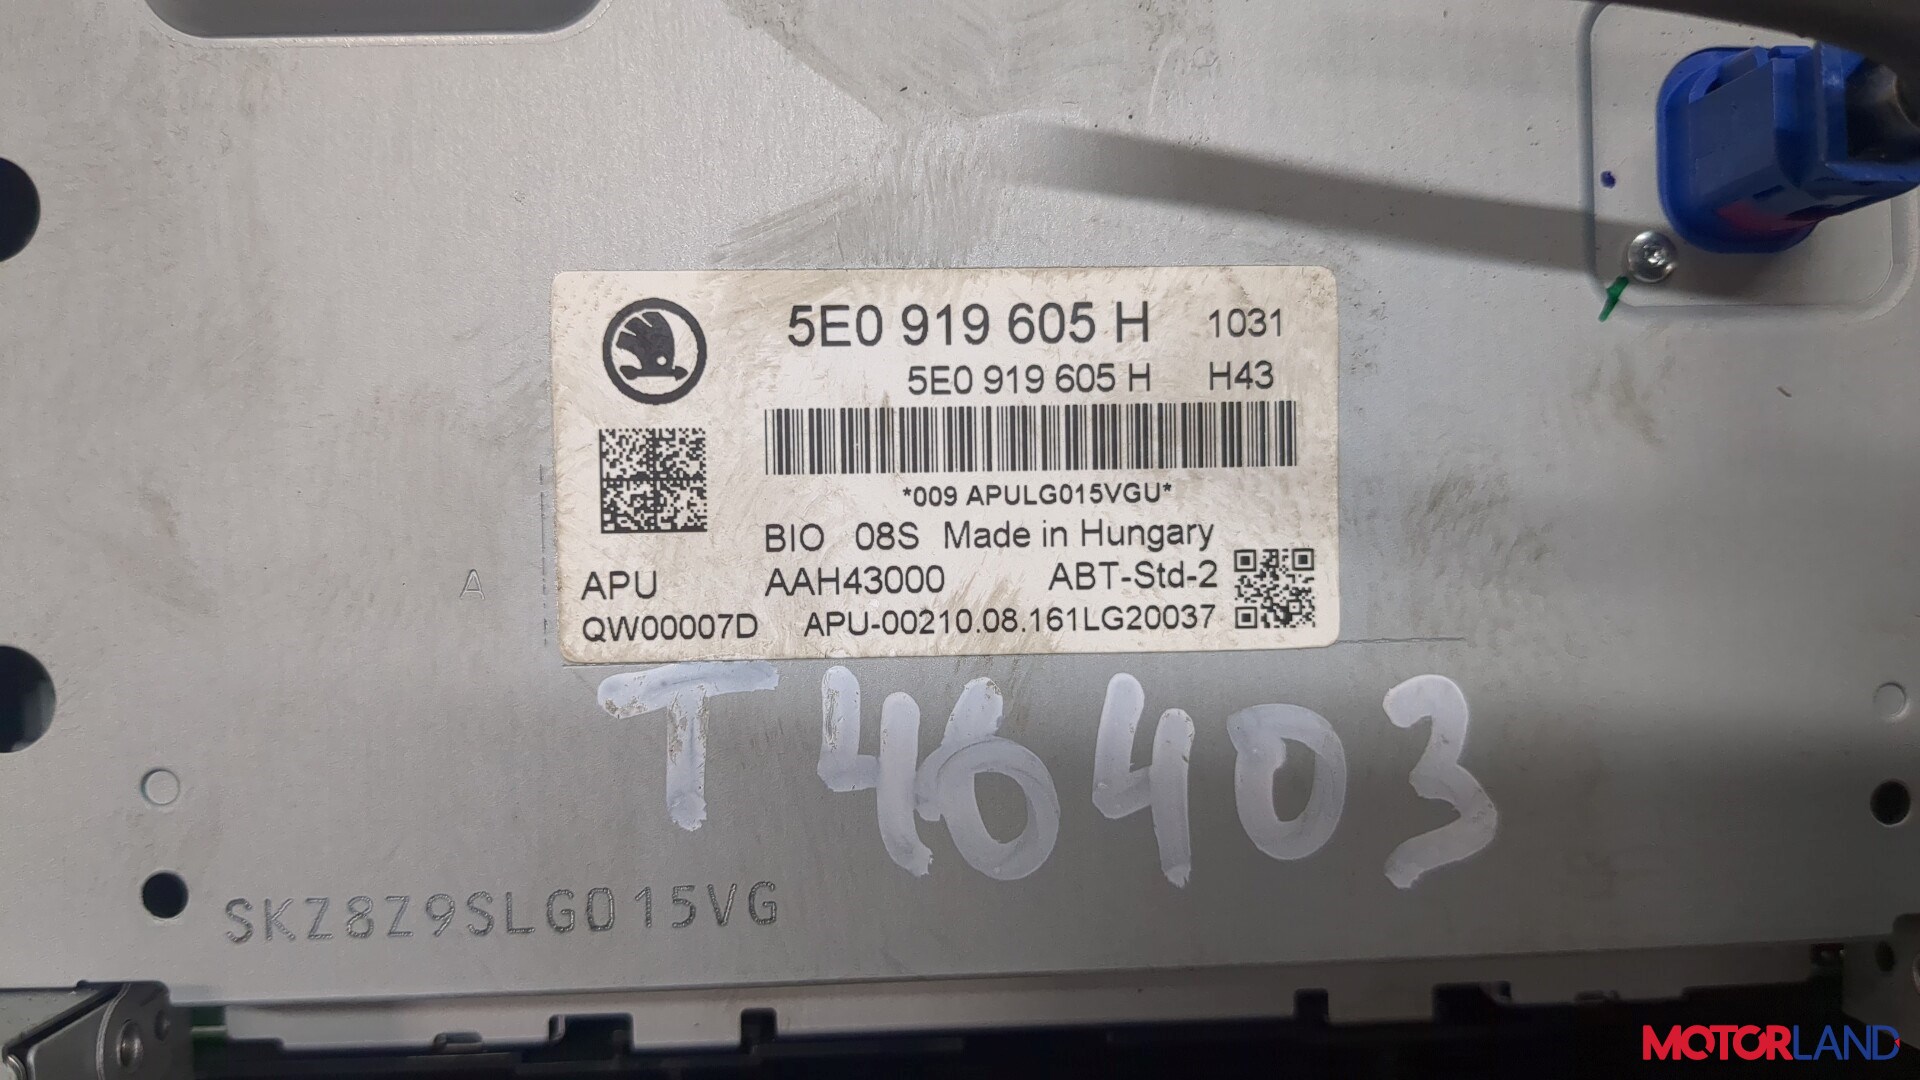 5E0 919 605 H 1031
5E0 919 605 H H43
*009 APULG015VGU*
BIO 08S Made in Hungary
APU AAH43000 ABT-Std-2
QW00007D APU-00210.08.161LG20037
A
T 46403
SKZ8Z9SLG015VG
MOTORLAND